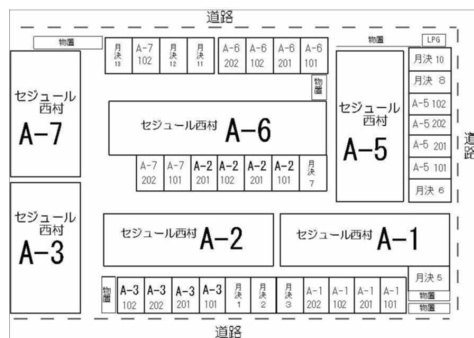 道路
物置
月決
13
A-7
102
月決
12
月決
11
A-6
202
A-6
102
A-6
201
A-6
101
物置
LPG
月決 10
月決 8
A-5 102
A-5 202
A-5 201
A-5 101
月決 6
道路
物置
セジュール
西村
A-7
セジュール西村 A-6
セジュール
西村
A-5
A-7
202
A-7
101
A-2
201
A-2
102
A-2
201
A-2
101
月決
7
セジュール
西村
A-3
セジュール西村 A-2
セジュール西村 A-1
月決 5
物置
物置
物置
A-3
102
A-3
202
A-3
201
A-3
101
月決
1
月決
2
月決
3
A-1
202
A-1
102
A-1
201
A-1
101
道路